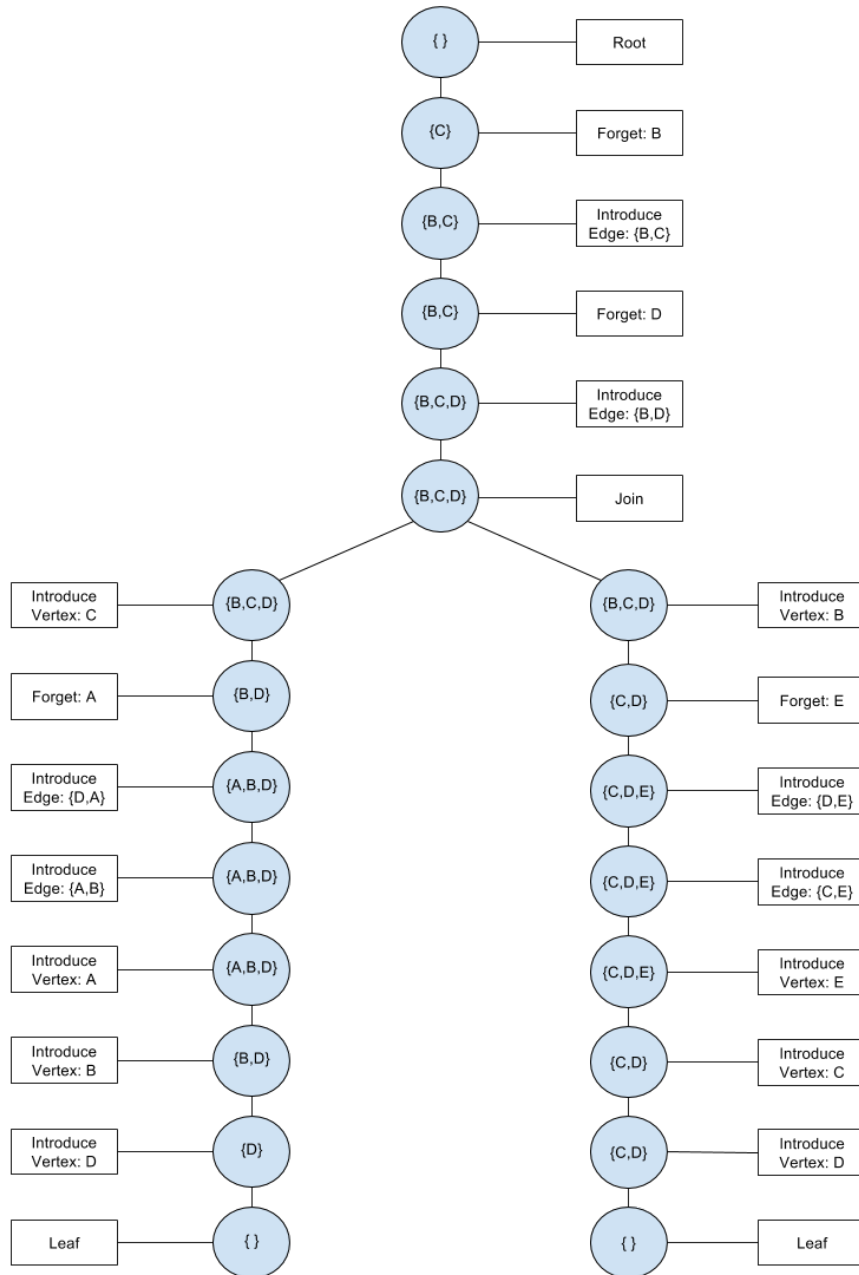 { }
Root
{C}
Forget: B
{B,C}
Introduce
Edge: {B,C}
{B,C}
Forget: D
{B,C,D}
Introduce
Edge: {B,D}
{B,C,D}
Join
Introduce
Vertex: C
{B,C,D}
{B,C,D}
Introduce
Vertex: B
Forget: A
{B,D}
{C,D}
Forget: E
Introduce
Edge: {D,A}
{A,B,D}
{C,D,E}
Introduce
Edge: {D,E}
Introduce
Edge: {A,B}
{A,B,D}
{C,D,E}
Introduce
Edge: {C,E}
Introduce
Vertex: A
{A,B,D}
{C,D,E}
Introduce
Vertex: E
Introduce
Vertex: B
{B,D}
{C,D}
Introduce
Vertex: C
Introduce
Vertex: D
{D}
{C,D}
Introduce
Vertex: D
Leaf
{ }
{ }
Leaf